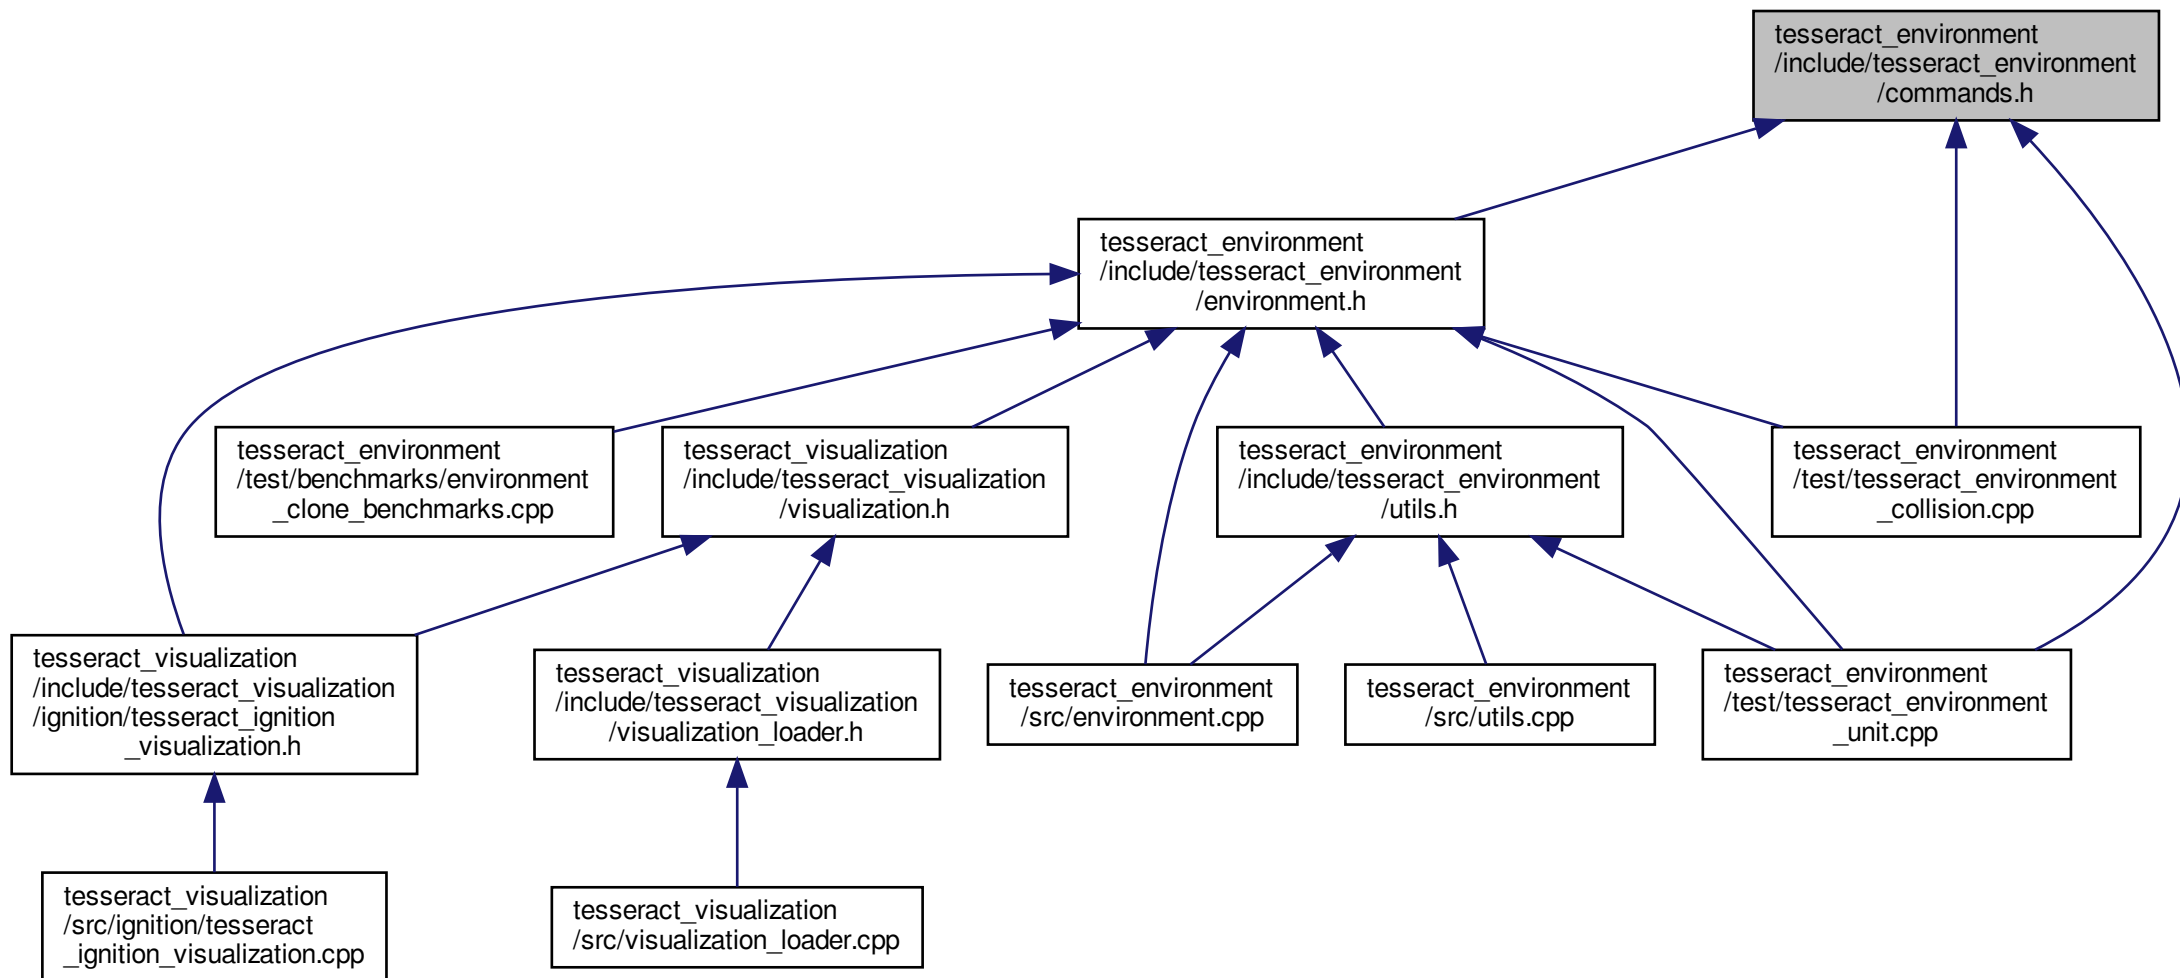 tesseract_environment
/include/tesseract_environment
/commands.h
tesseract_environment
/include/tesseract_environment
/environment.h
tesseract_environment
/test/benchmarks/environment
_clone_benchmarks.cpp
tesseract_visualization
/include/tesseract_visualization
/visualization.h
tesseract_environment
/include/tesseract_environment
/utils.h
tesseract_environment
/test/tesseract_environment
_collision.cpp
tesseract_visualization
/include/tesseract_visualization
/ignition/tesseract_ignition
_visualization.h
tesseract_visualization
/include/tesseract_visualization
/visualization_loader.h
tesseract_environment
/src/environment.cpp
tesseract_environment
/src/utils.cpp
tesseract_environment
/test/tesseract_environment
_unit.cpp
tesseract_visualization
/src/ignition/tesseract
_ignition_visualization.cpp
tesseract_visualization
/src/visualization_loader.cpp